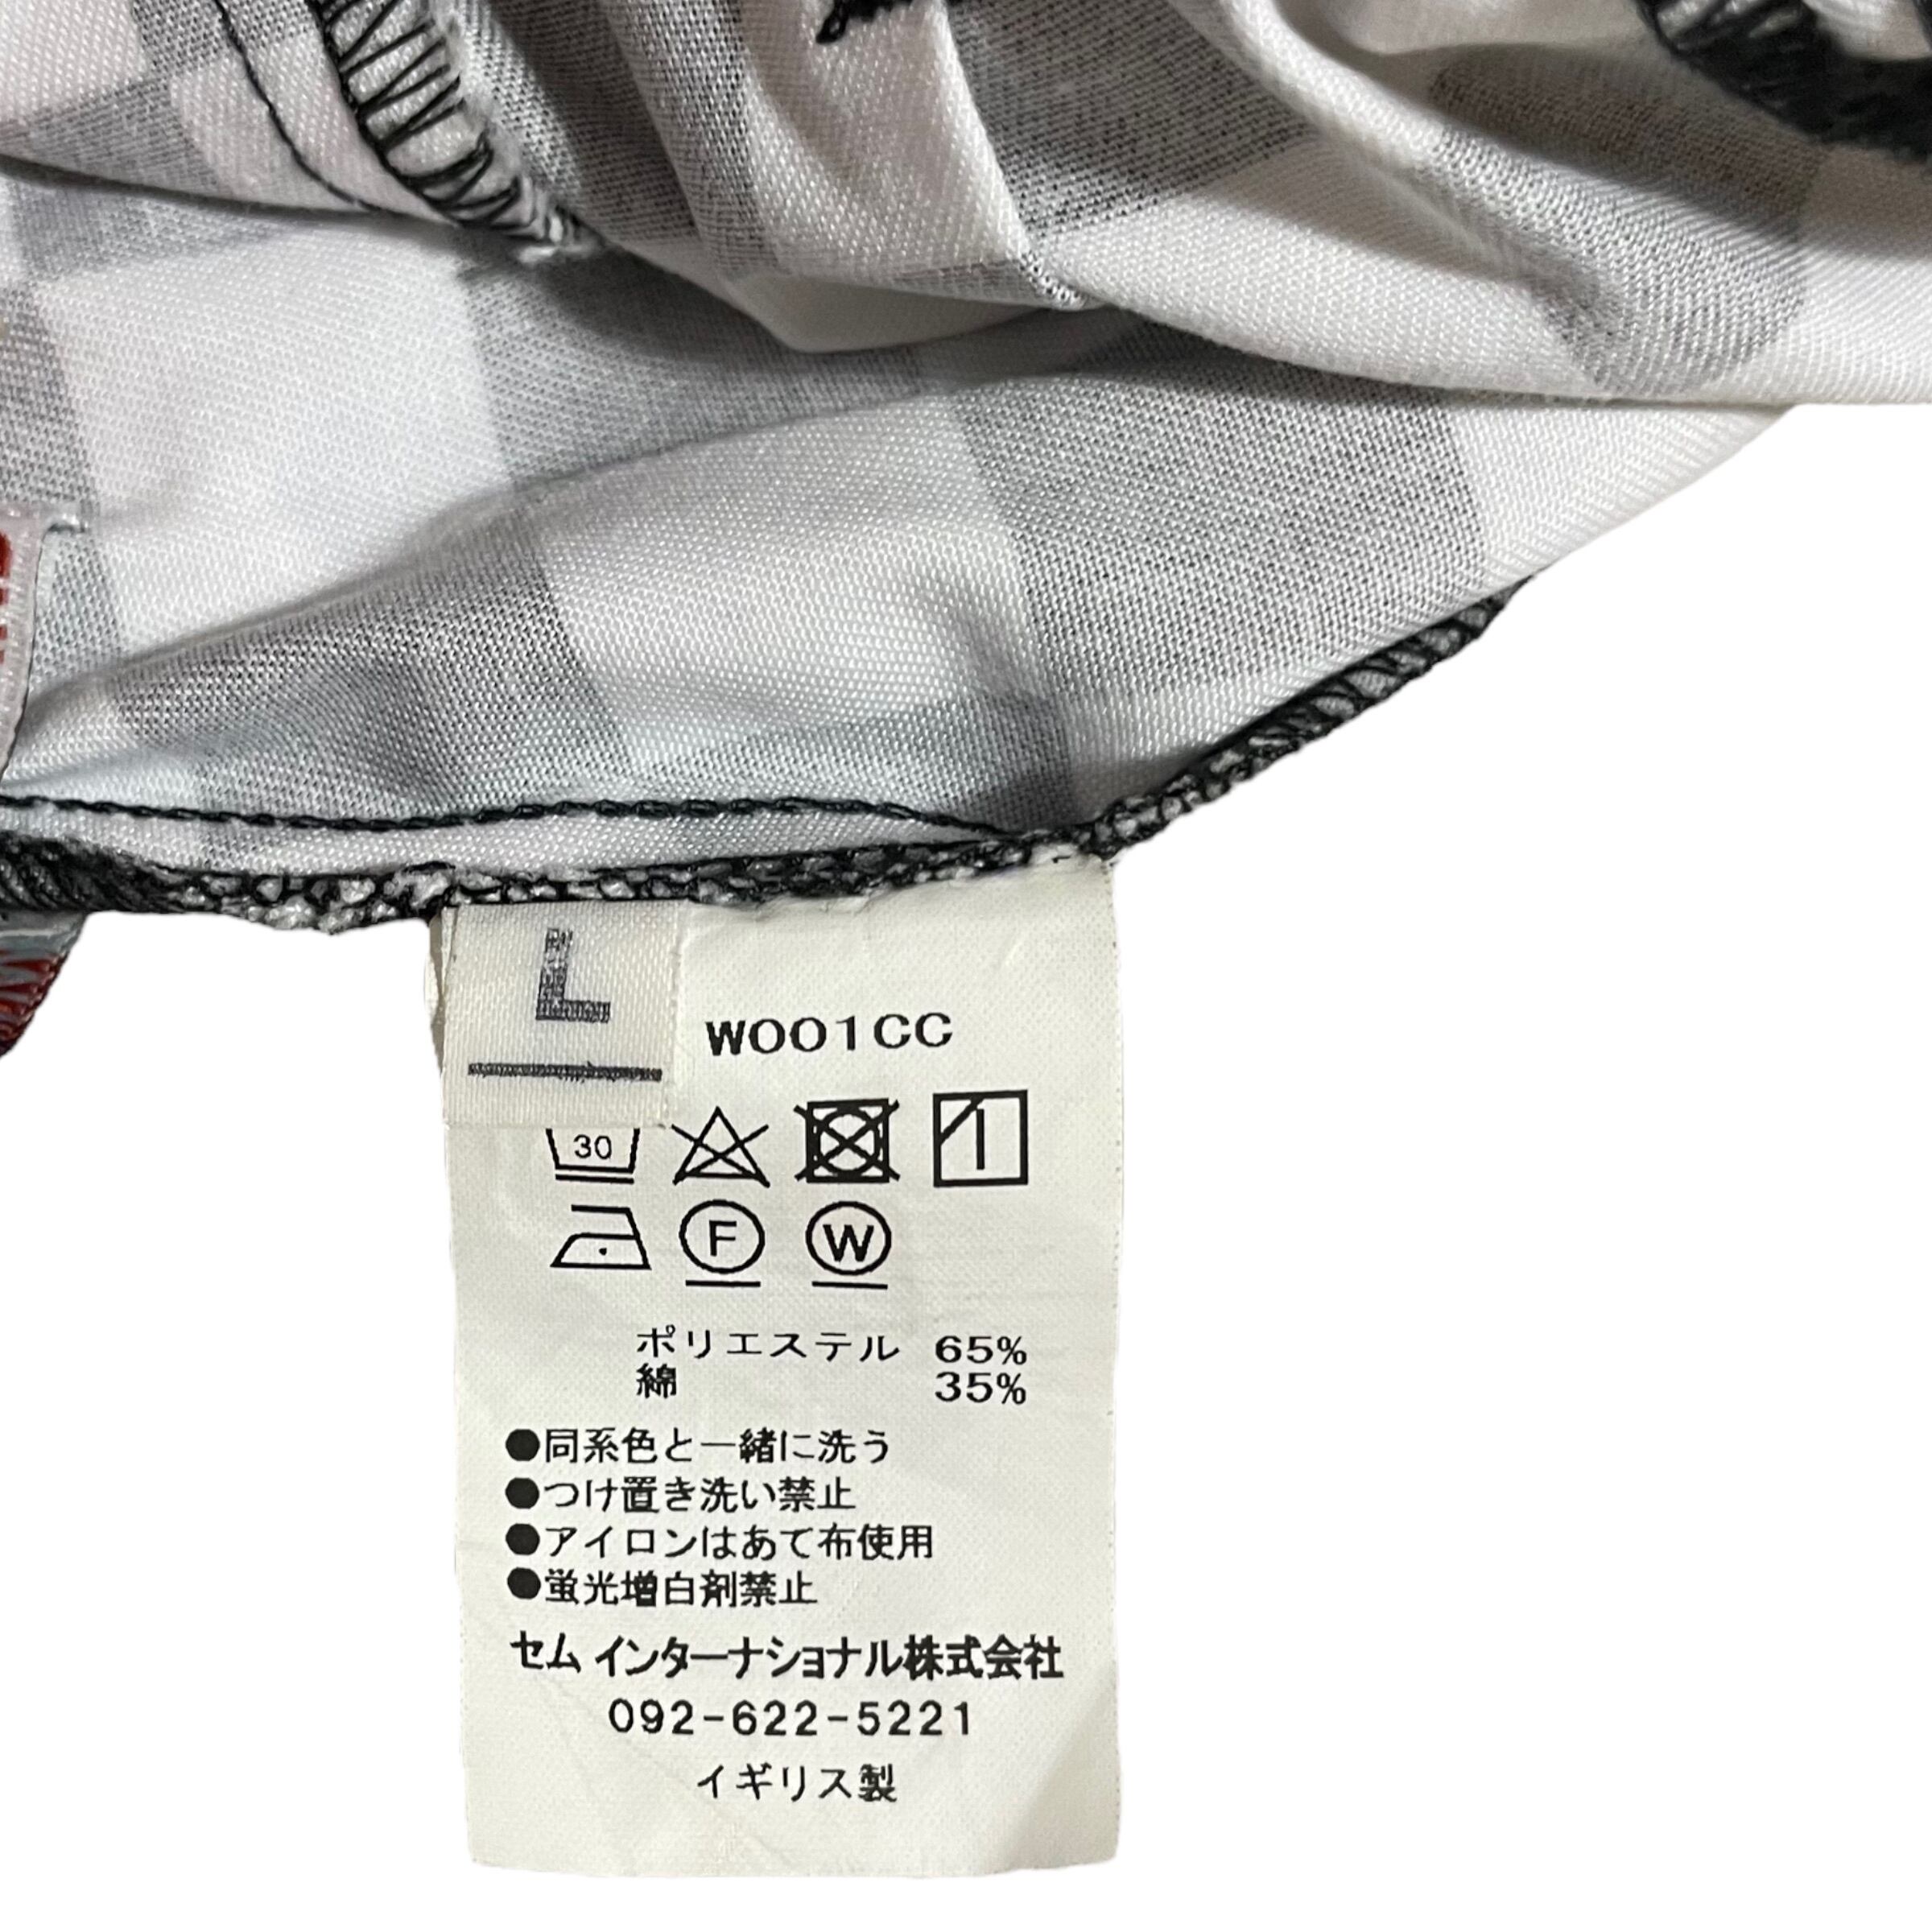 L
W001CC
30
F W
ポリエステル 65%
綿 35%
●同系色と一緒に洗う
●つけ置き洗い禁止
●アイロンはあて布使用
●蛍光増白剤禁止
セム インターナショナル株式会社
092-622-5221
イギリス製